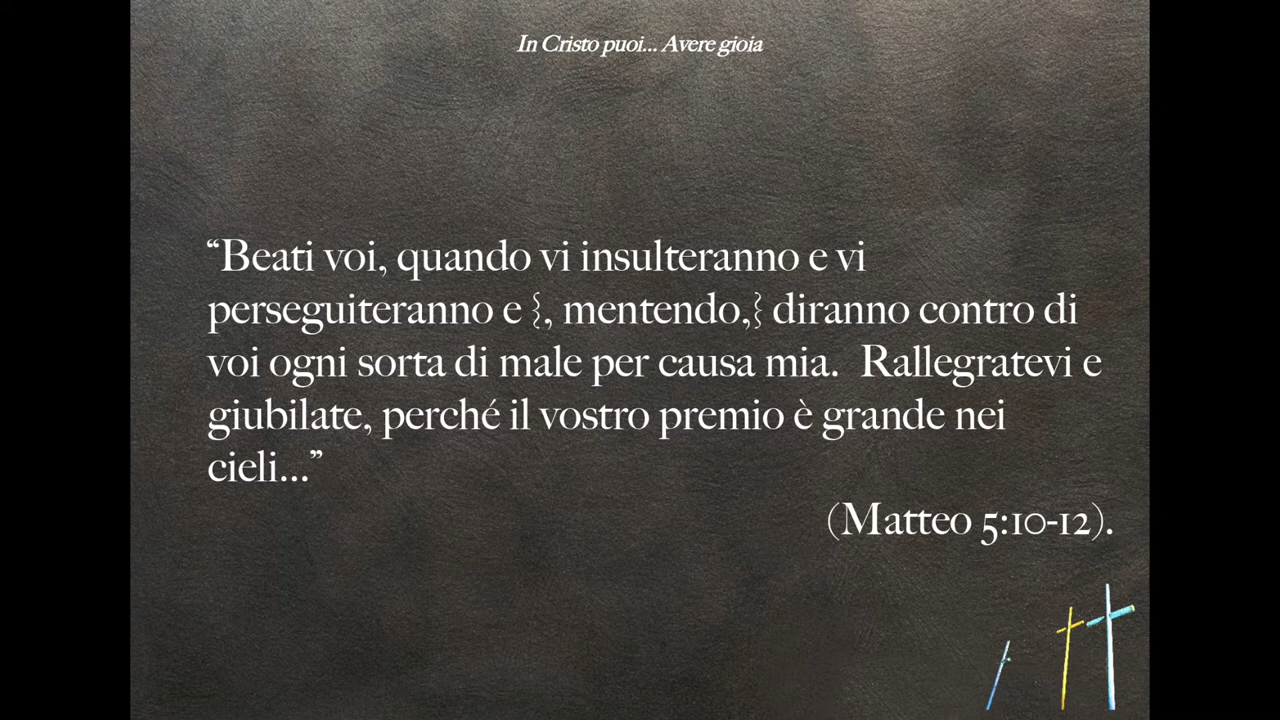 In Cristo puoi... Avere gioia
“Beati voi, quando vi insulteranno e vi
perseguiteranno e {, mentendo,} diranno contro di
voi ogni sorta di male per causa mia.  Rallegratevi e
giubilate, perché il vostro premio è grande nei
cieli...”
(Matteo 5:10-12).